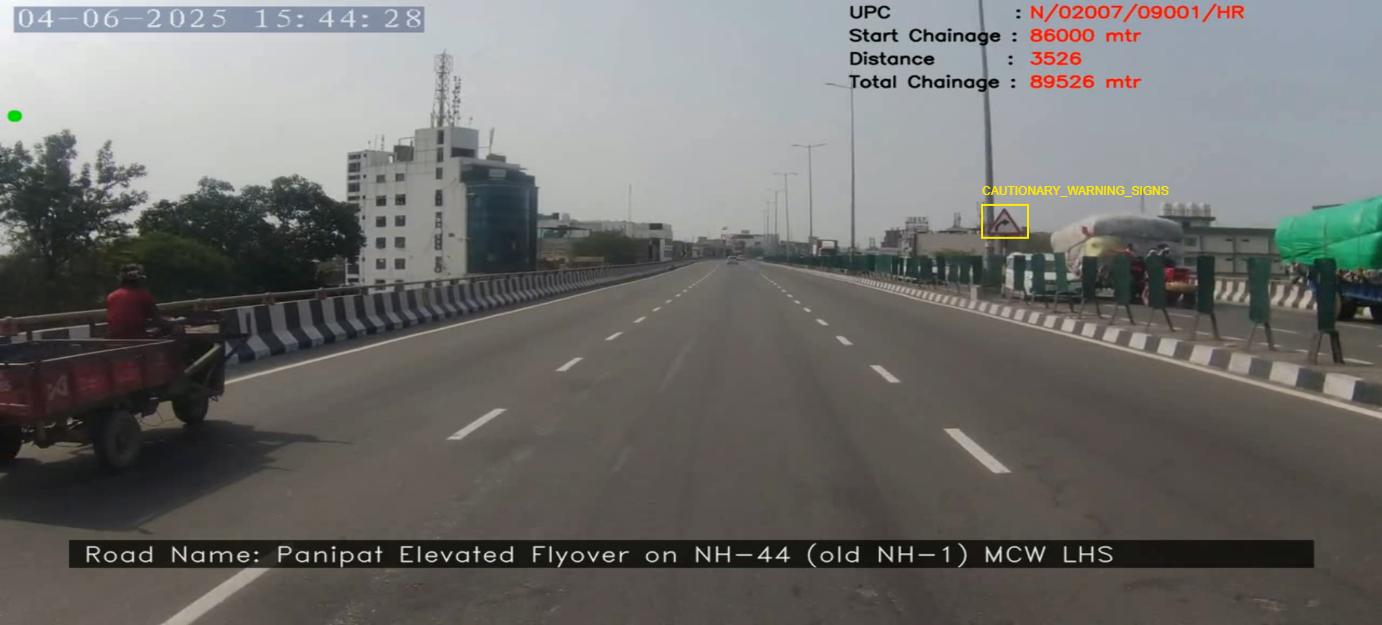 04-06-2025 15:44:28
UPC : N/02007/09001/HR
Start Chainage : 86000 mtr
Distance : 3526
Total Chainage : 89526 mtr
CAUTIONARY_WARNING_SIGNS
Road Name: Panipat Elevated Flyover on NH-44 (old NH-1) MCW LHS